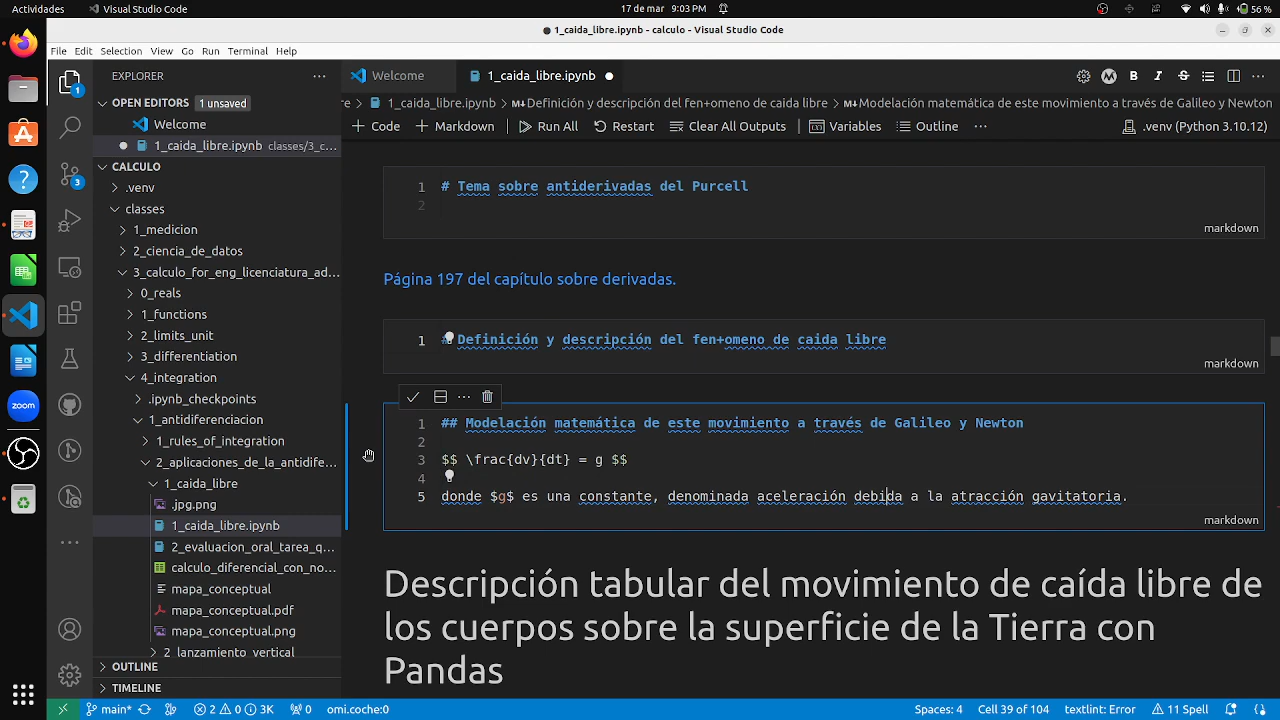 Actividades
Visual Studio Code
17 de mar 9:03 PM
56 %
1_caida_libre.ipynb - calculo - Visual Studio Code
File Edit Selection View Go Run Terminal Help
EXPLORER
Welcome
1_caida_libre.ipynb
OPEN EDITORS 1 unsaved
Welcome
1_caida_libre.ipynb classes/3_c...
CALCULO
.venv
classes
1_medicion
2_ciencia_de_datos
3_calculo_for_eng_licenciatura_ad...
0_reals
1_functions
2_limits_unit
3_differentiation
4_integration
.ipynb_checkpoints
1_antidiferenciacion
1_rules_of_integration
2_aplicaciones_de_la_antidife...
1_caida_libre
.jpg.png
1_caida_libre.ipynb
2_evaluacion_oral_tarea_q...
calculo_diferencial_con_no...
mapa_conceptual
mapa_conceptual.pdf
mapa_conceptual.png
2_lanzamiento_vertical
OUTLINE
TIMELINE
1
3
re > 1_caida_libre.ipynb > Definición y descripción del fen+omeno de caida libre > Modelación matemática de este movimiento a través de Galileo y Newton
Code Markdown Run All Restart Clear All Outputs Variables Outline ... .venv (Python 3.10.12)
1 # Tema sobre antiderivadas del Purcell
2
markdown
Página 197 del capítulo sobre derivadas.
1 # Definición y descripción del fen+omeno de caida libre
markdown
1 ## Modelación matemática de este movimiento a través de Galileo y Newton
2
3 $$ \frac{dv}{dt} = g $$
4
5 donde $g$ es una constante, denominada aceleración debida a la atracción gavitatoria.
markdown
Descripción tabular del movimiento de caída libre de
los cuerpos sobre la superficie de la Tierra con
Pandas
zoom
main* 2 0 3K 0 omi.coche:0 Spaces: 4 Cell 39 of 104 textlint: Error 11 Spell